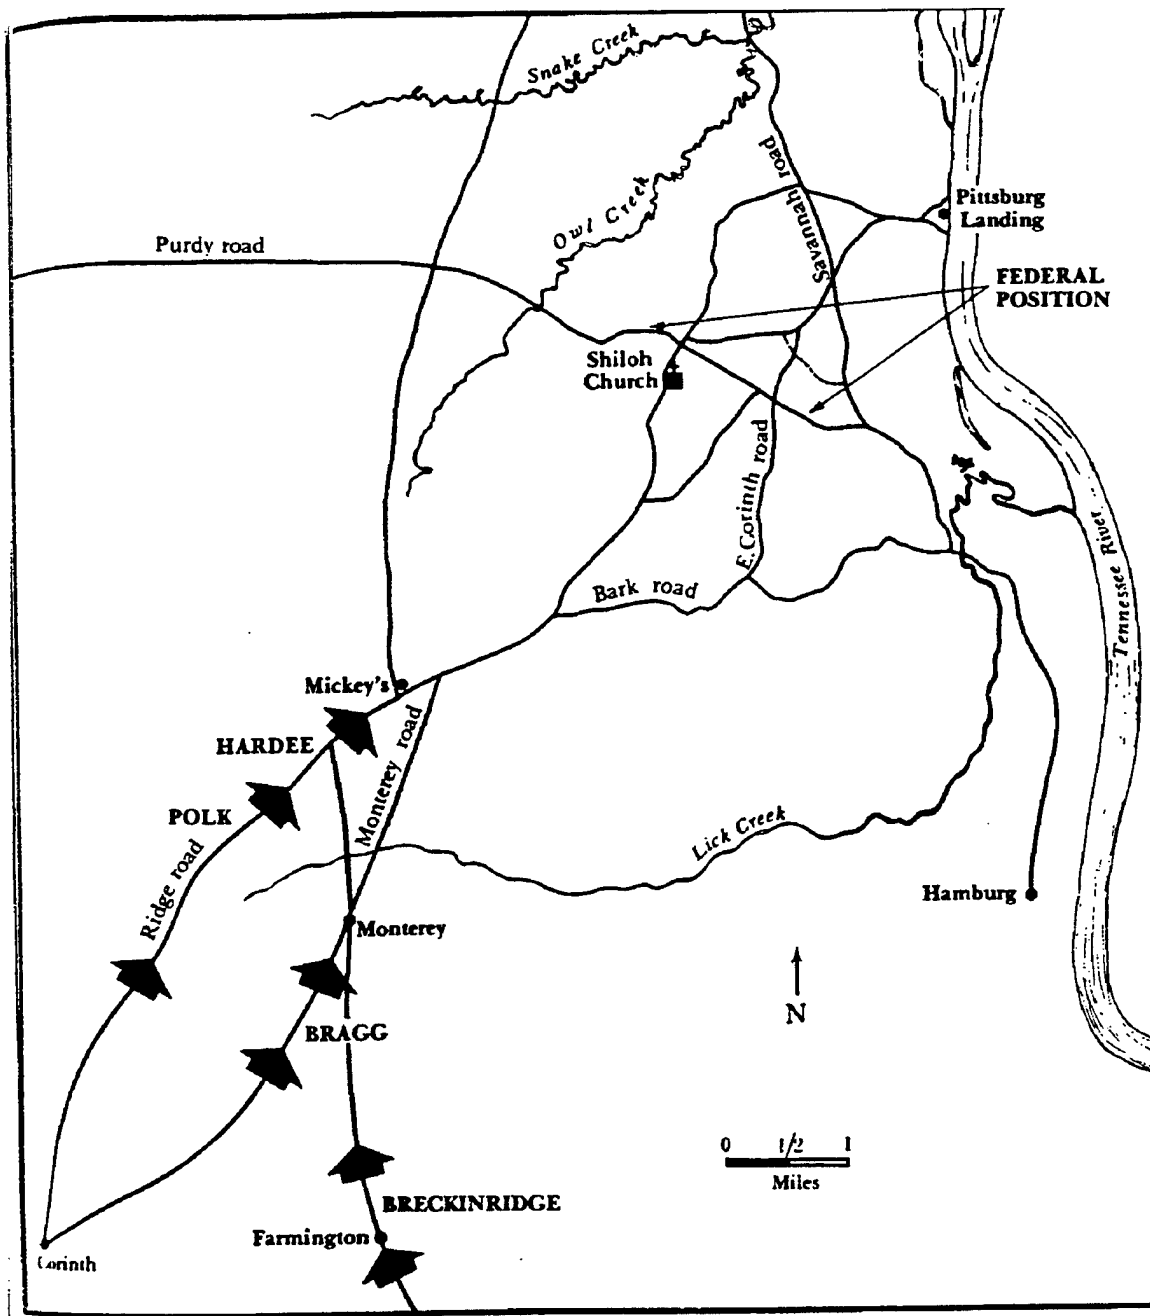 Snake Creek
Owl Creek
Savannah road
Pittsburg
Landing
Purdy road
FEDERAL
POSITION
Shiloh
Church
E. Corinth road
Bark road
Tennessee River
Mickey's
HARDEE
Monterey road
POLK
Ridge road
Lick Creek
Hamburg
Monterey
N
BRAGG
0 1/2 1
Miles
BRECKINRIDGE
Farmington
Corinth